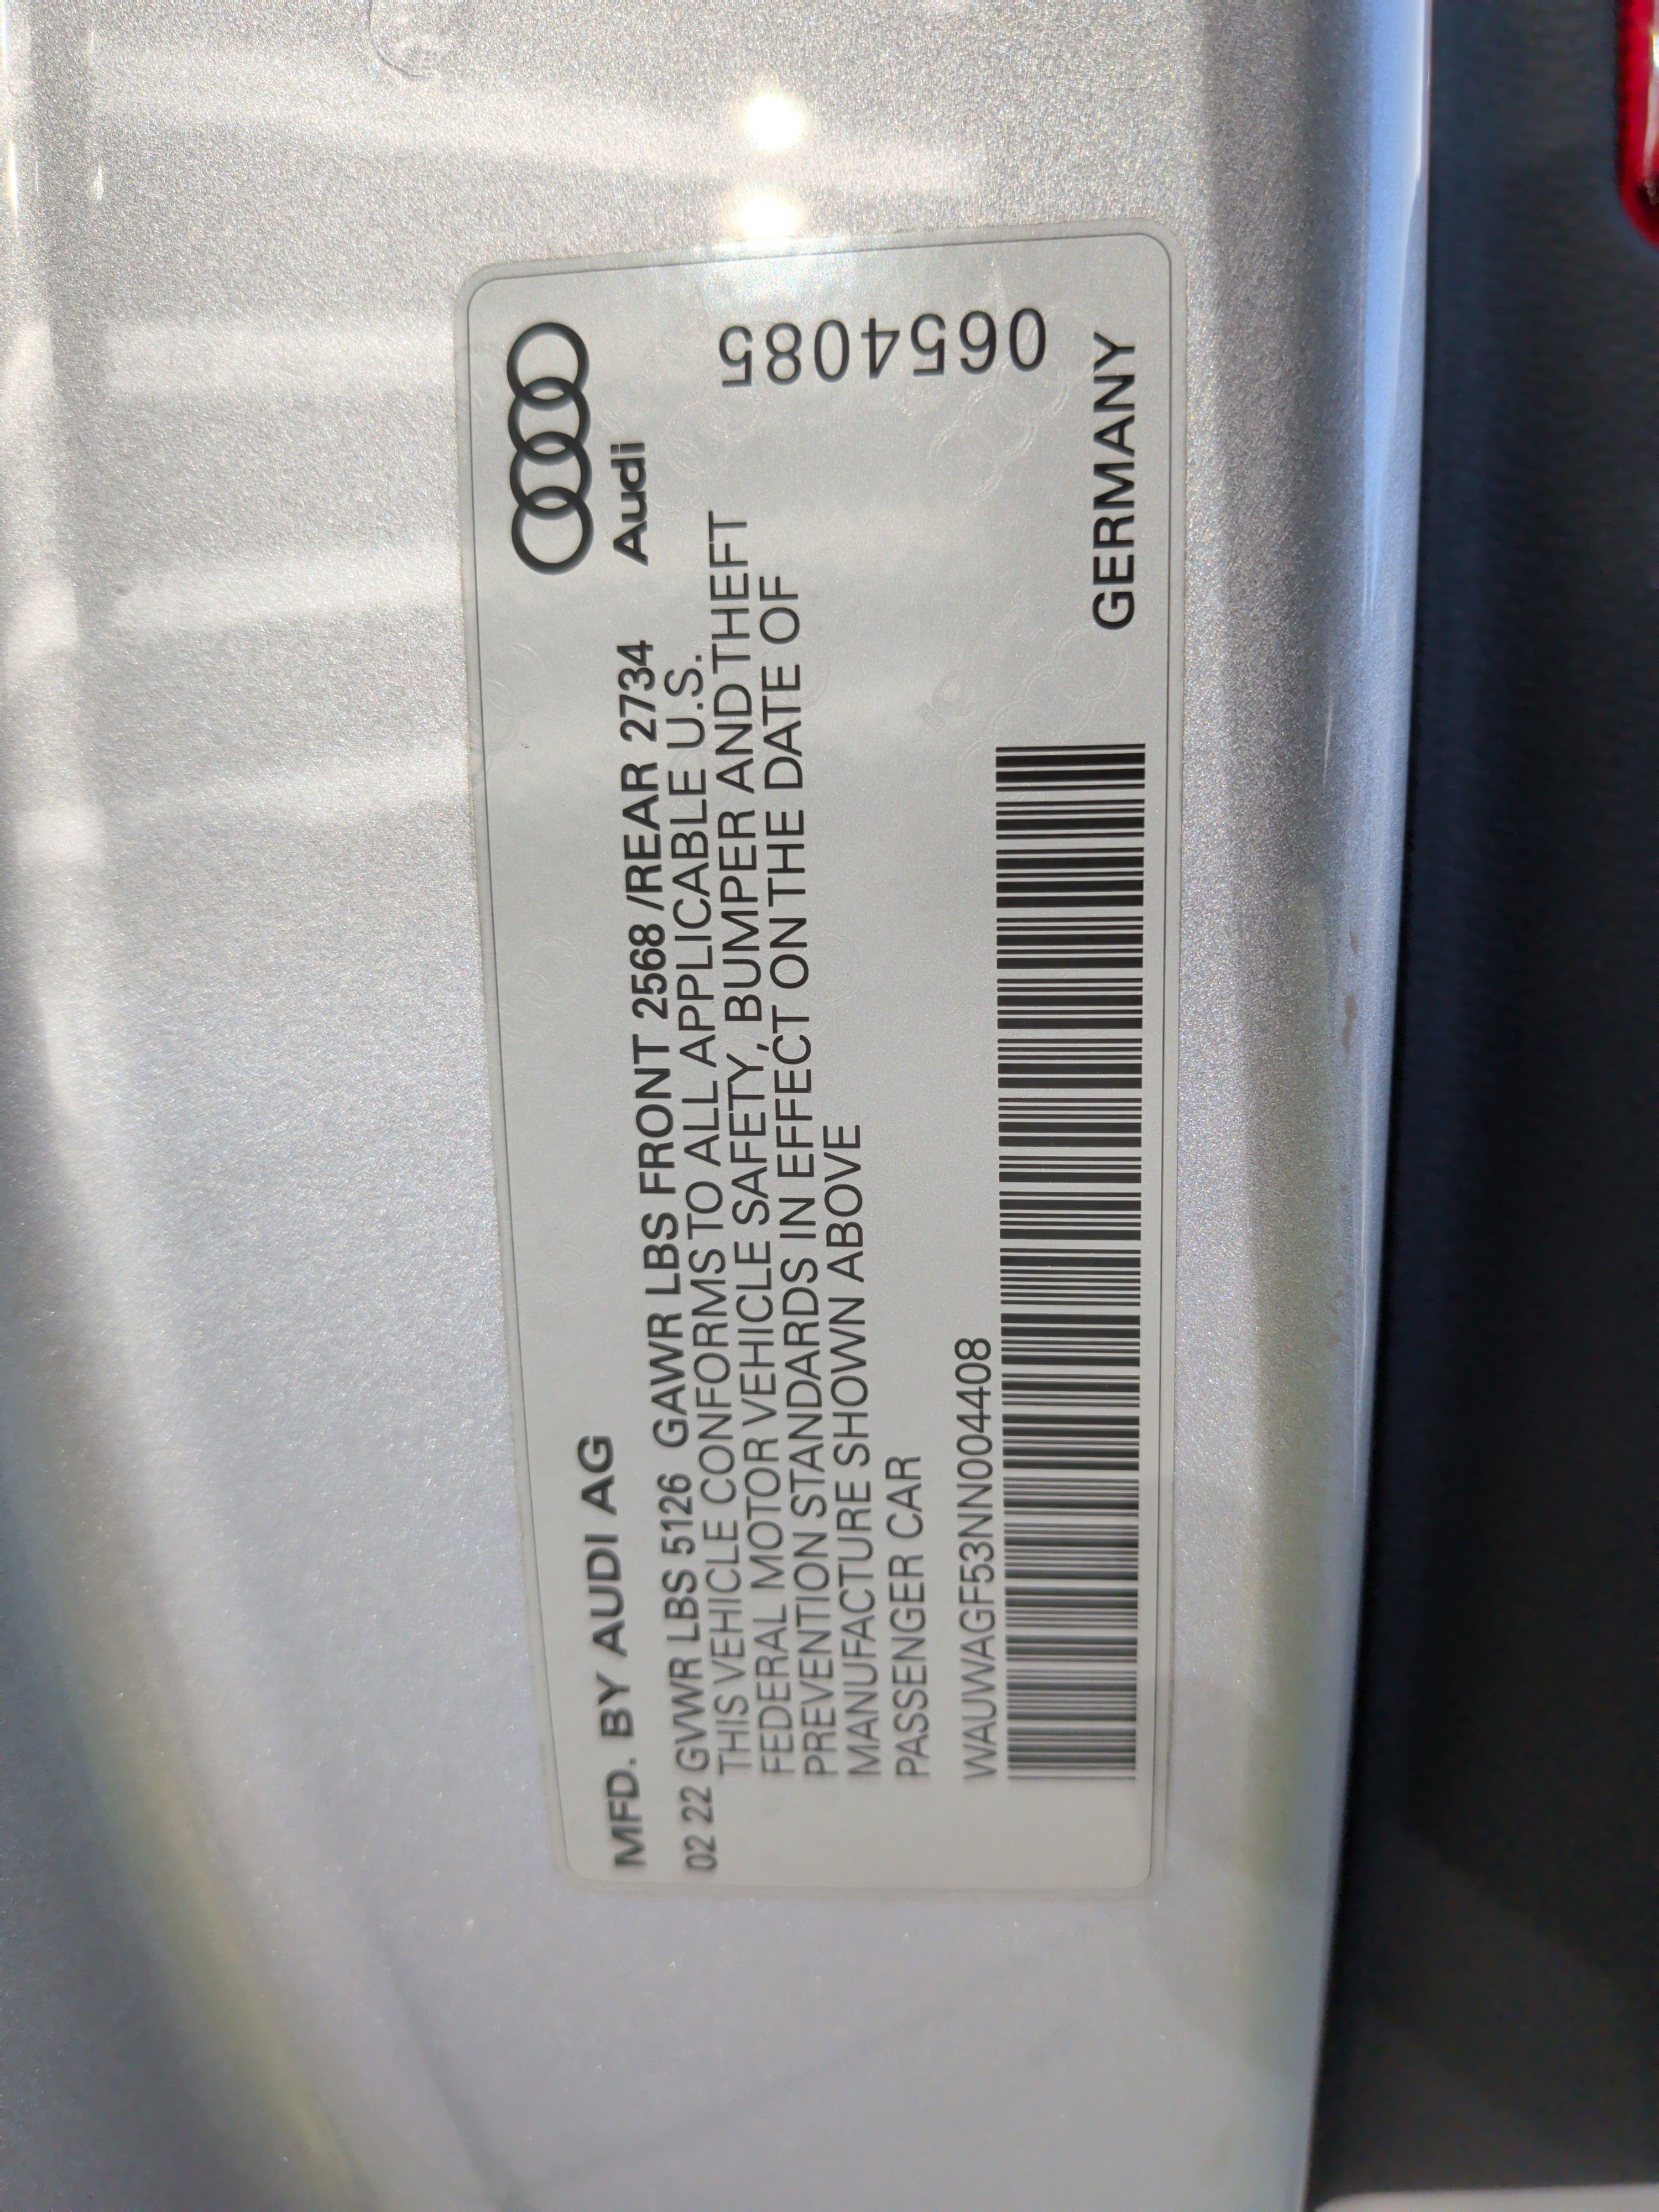 MFD. BY AUDI AG
Audi
02 22 GVWR LBS 5126 GAWR LBS FRONT 2568 /REAR 2734
THIS VEHICLE CONFORMS TO ALL APPLICABLE U.S.
FEDERAL MOTOR VEHICLE SAFETY, BUMPER AND THEFT
PREVENTION STANDARDS IN EFFECT ON THE DATE OF
MANUFACTURE SHOWN ABOVE
PASSENGER CAR
0654085
WAUWAGF53NN004408
GERMANY